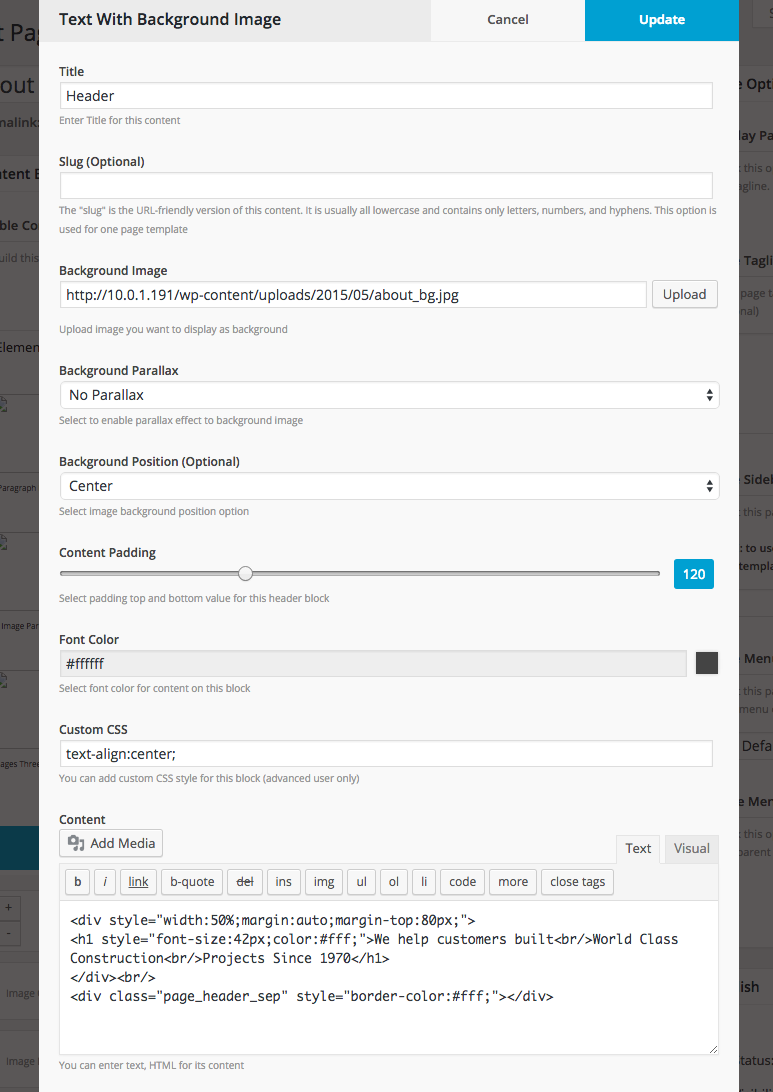 Text With Background Image
Cancel
Update
Title
Header
Enter Title for this content
Slug (Optional)
The "slug" is the URL-friendly version of this content. It is usually all lowercase and contains only letters, numbers, and hyphens. This option is
used for one page template
Background Image
http://10.0.1.191/wp-content/uploads/2015/05/about_bg.jpg
Upload
Upload image you want to display as background
Background Parallax
No Parallax
Select to enable parallax effect to background image
Background Position (Optional)
Center
Select image background position option
Content Padding
120
Select padding top and bottom value for this header block
Font Color
#ffffff
Select font color for content on this block
Custom CSS
text-align:center;
You can add custom CSS style for this block (advanced user only)
Content
Add Media
Text
Visual
b
i
link
b-quote
del
ins
img
ul
ol
li
code
more
close tags
<div style="width:50%;margin:auto;margin-top:80px;">
<h1 style="font-size:42px;color:#fff;">We help customers built<br/>World Class
Construction<br/>Projects Since 1970</h1>
</div><br/>
<div class="page_header_sep" style="border-color:#fff;"></div>
You can enter text, HTML for its content
Paragraph
+
-